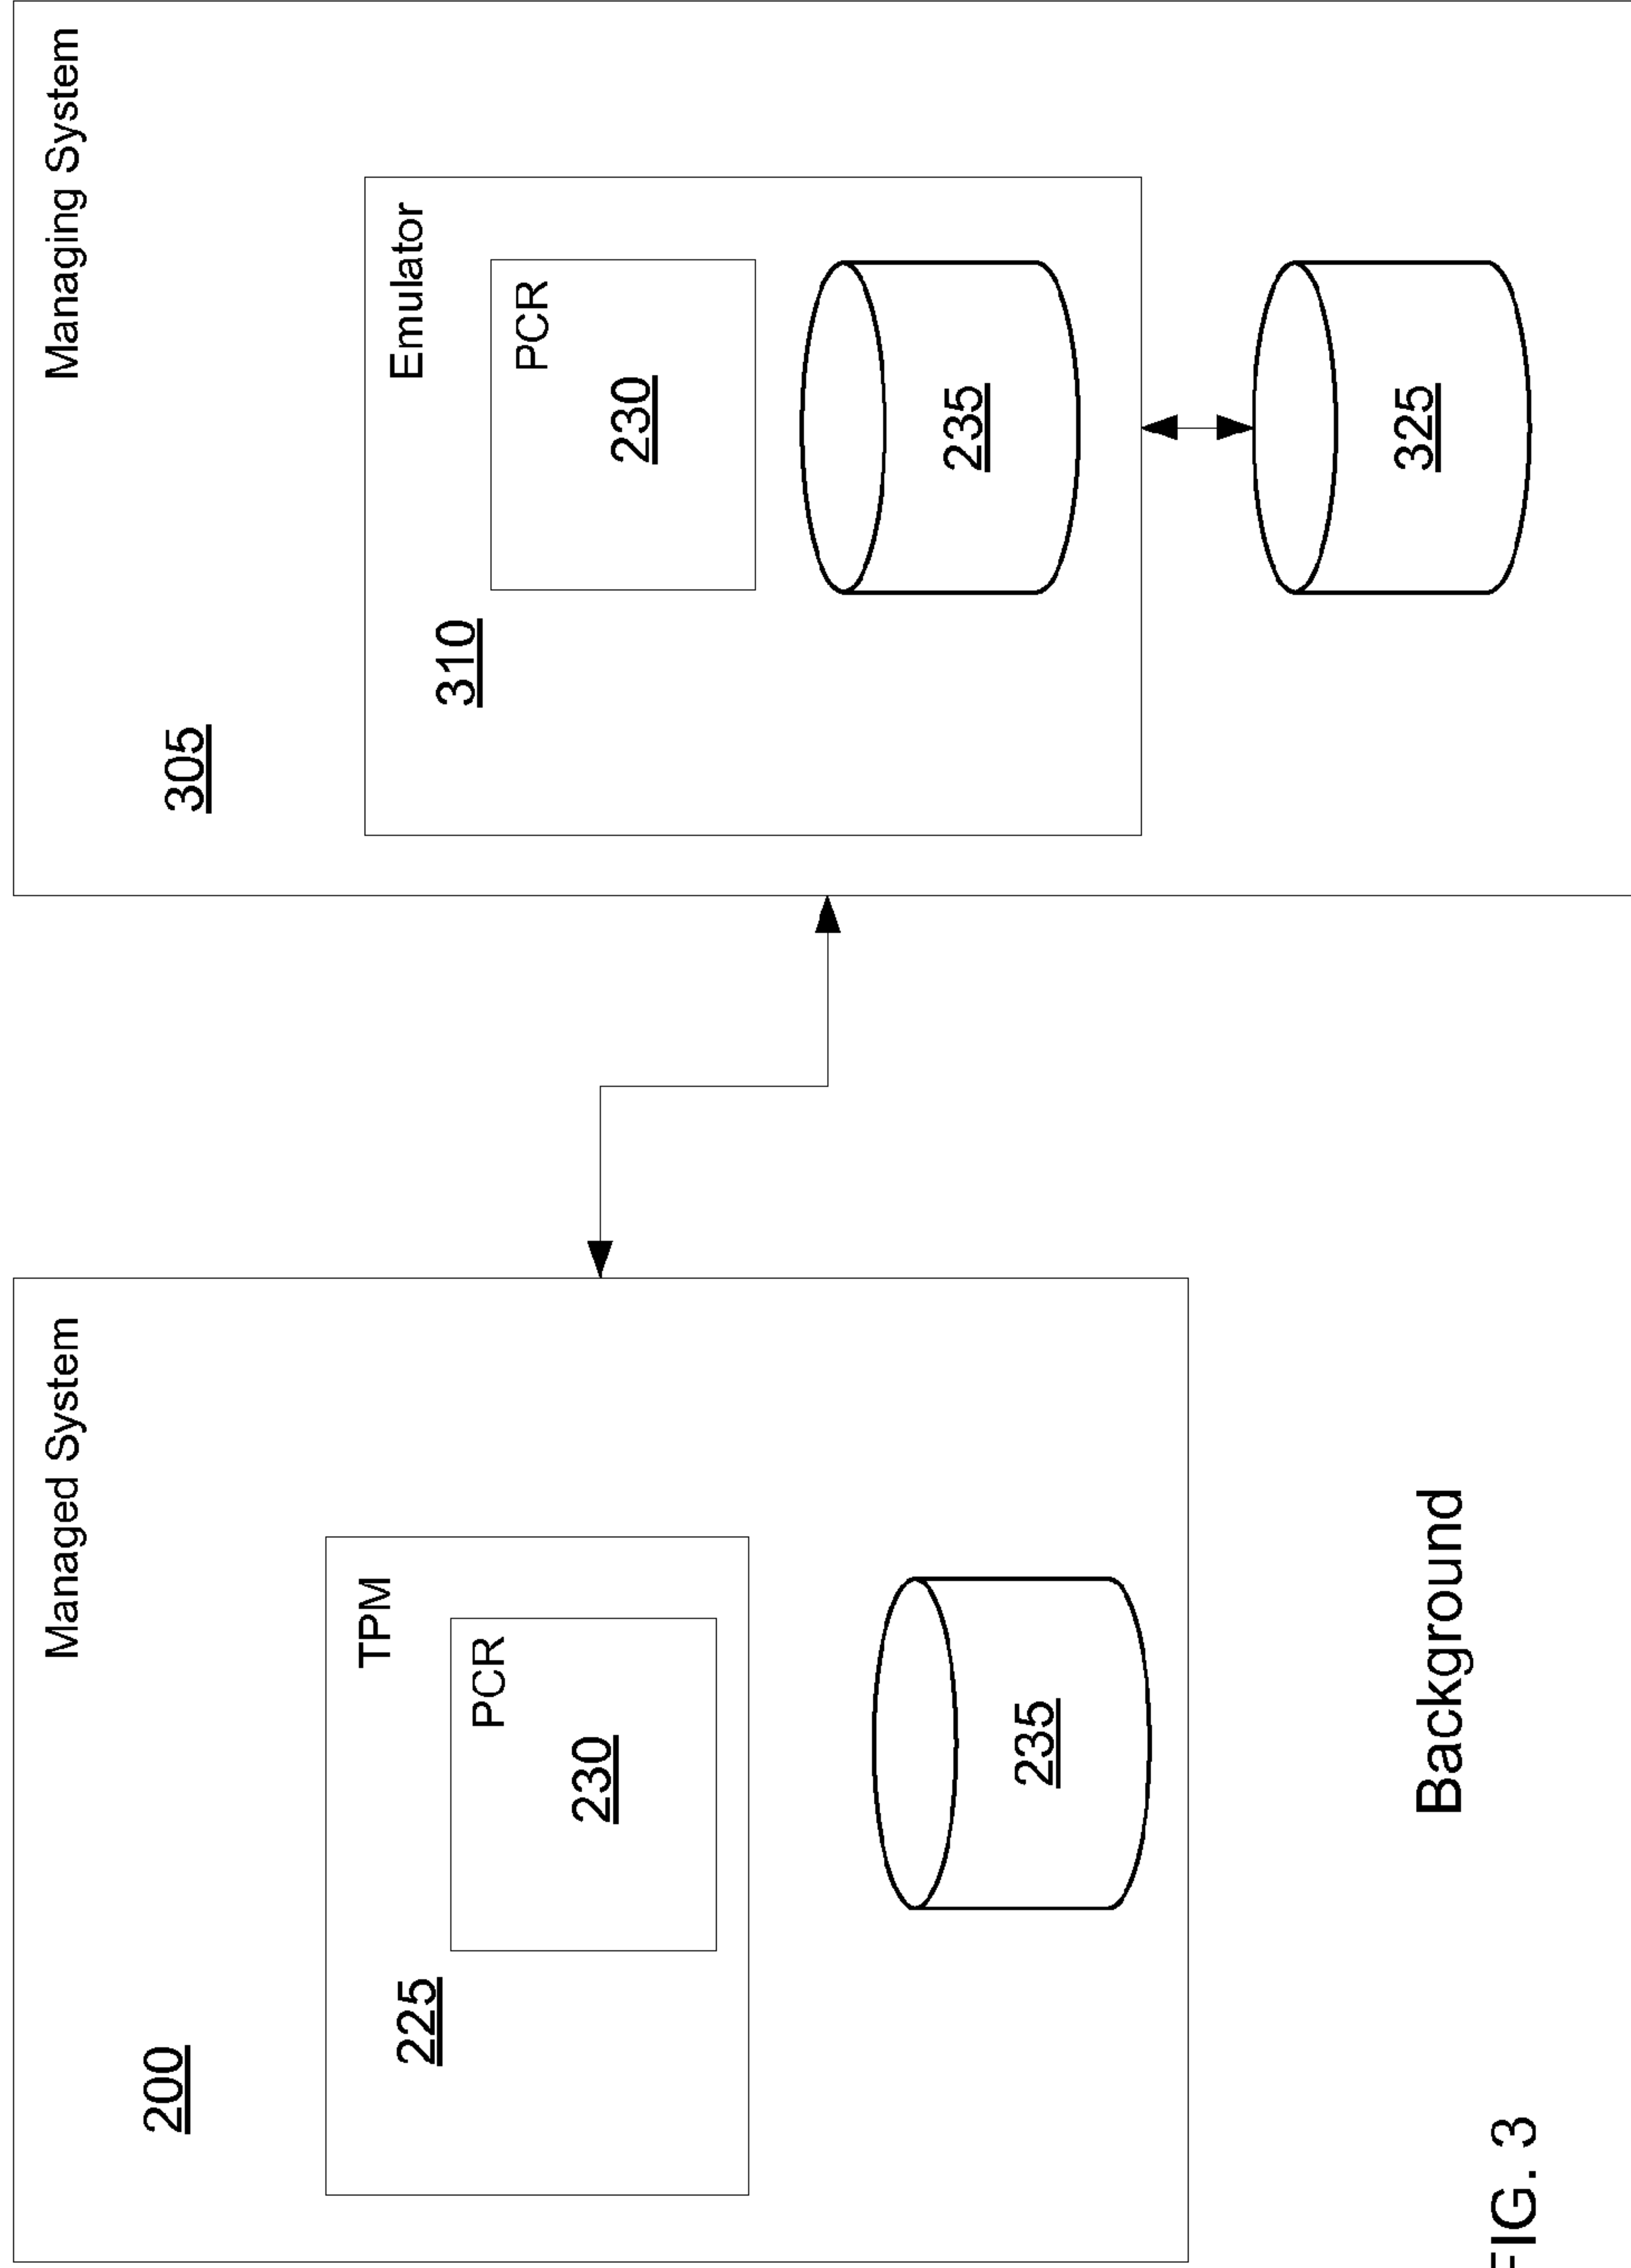 Managed System
200
TPM
225
PCR
230
235
Managing System
305
Emulator
310
PCR
230
235
325
Background
FIG. 3